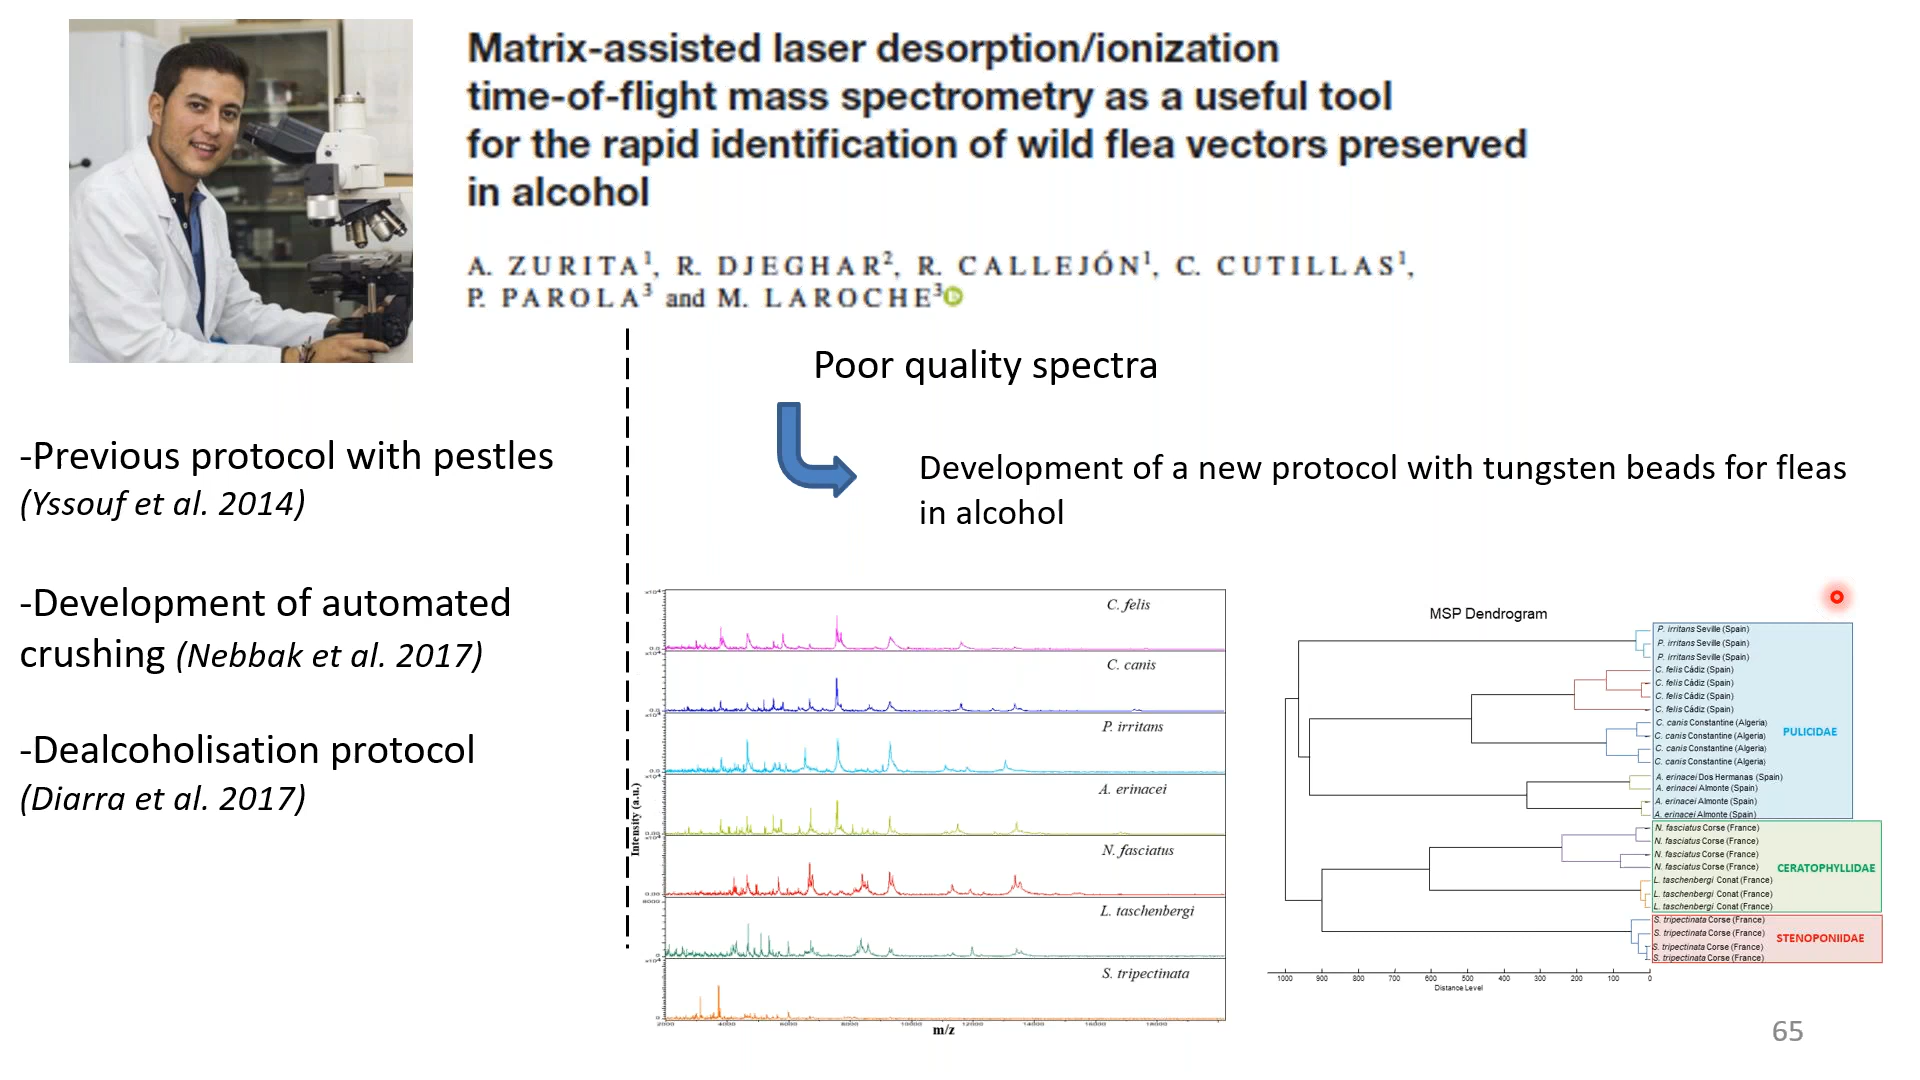 Matrix-assisted laser desorption/ionization
time-of-flight mass spectrometry as a useful tool
for the rapid identification of wild flea vectors preserved
in alcohol
A. ZURITA¹, R. DJEGHAR², R. CALLEJÓN¹, C. CUTILLAS¹,
P. PAROLA³ and M. LAROCHE³
-Previous protocol with pestles
(Yssouf et al. 2014)
-Development of automated
crushing (Nebbak et al. 2017)
-Dealcoholisation protocol
(Diarra et al. 2017)
Poor quality spectra
Development of a new protocol with tungsten beads for fleas
in alcohol
C. felis
C. canis
P. irritans
A. erinacei
N. fasciatus
L. taschenbergi
S. tripectinata
Intensity (a.u.)
2000 4000 6000 8000 10000 12000 14000 16000 18000
m/z
MSP Dendrogram
P. irritans Seville (Spain)
P. irritans Seville (Spain)
P. irritans Seville (Spain)
C. felis Cádiz (Spain)
C. felis Cádiz (Spain)
C. felis Cádiz (Spain)
C. felis Cádiz (Spain)
C. canis Constantine (Algeria)
C. canis Constantine (Algeria)
C. canis Constantine (Algeria)
C. canis Constantine (Algeria)
A. erinacei Dos Hermanas (Spain)
A. erinacei Almonte (Spain)
A. erinacei Almonte (Spain)
A. erinacei Almonte (Spain)
PULICIDAE
N. fasciatus Corse (France)
N. fasciatus Corse (France)
N. fasciatus Corse (France)
N. fasciatus Corse (France)
L. taschenbergi Conat (France)
L. taschenbergi Conat (France)
L. taschenbergi Conat (France)
CERATOPHYLLIDAE
S. tripectinata Corse (France)
S. tripectinata Corse (France)
S. tripectinata Corse (France)
S. tripectinata Corse (France)
STENOPONIIDAE
1000 900 800 700 600 500 400 300 200 100 0
Distance Level
65